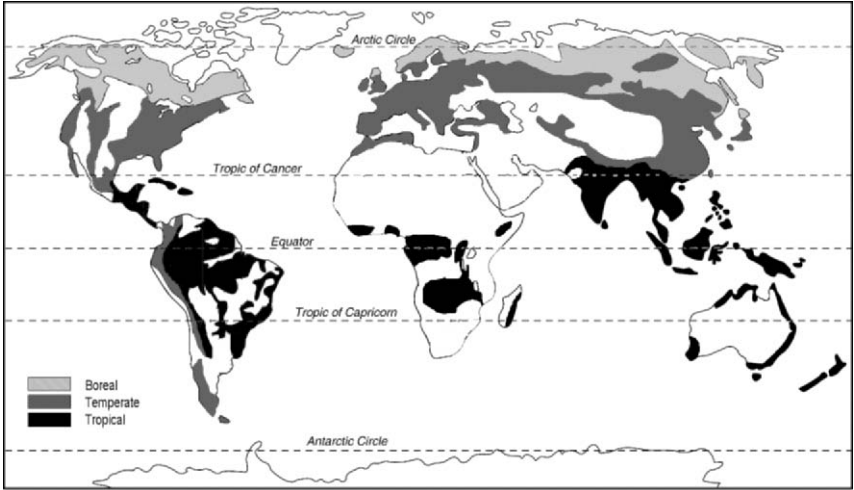 Arctic Circle
Tropic of Cancer
Equator
Tropic of Capricorn
Boreal
Temperate
Tropical
Antarctic Circle